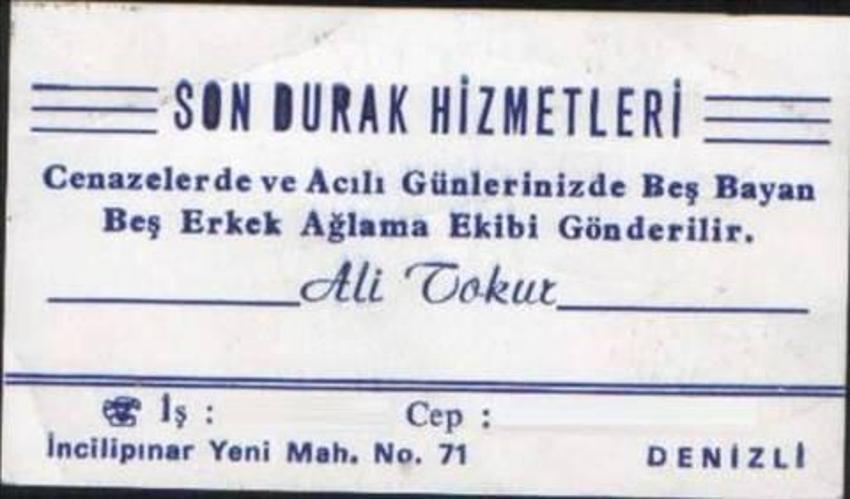 SON DURAK HİZMETLERİ
Cenazelerde ve Acılı Günlerinizde Beş Bayan
Beş Erkek Ağlama Ekibi Gönderilir.
Ali Tokur
☎ İş : Cep :
İncilipınar Yeni Mah. No. 71 DENİZLİ